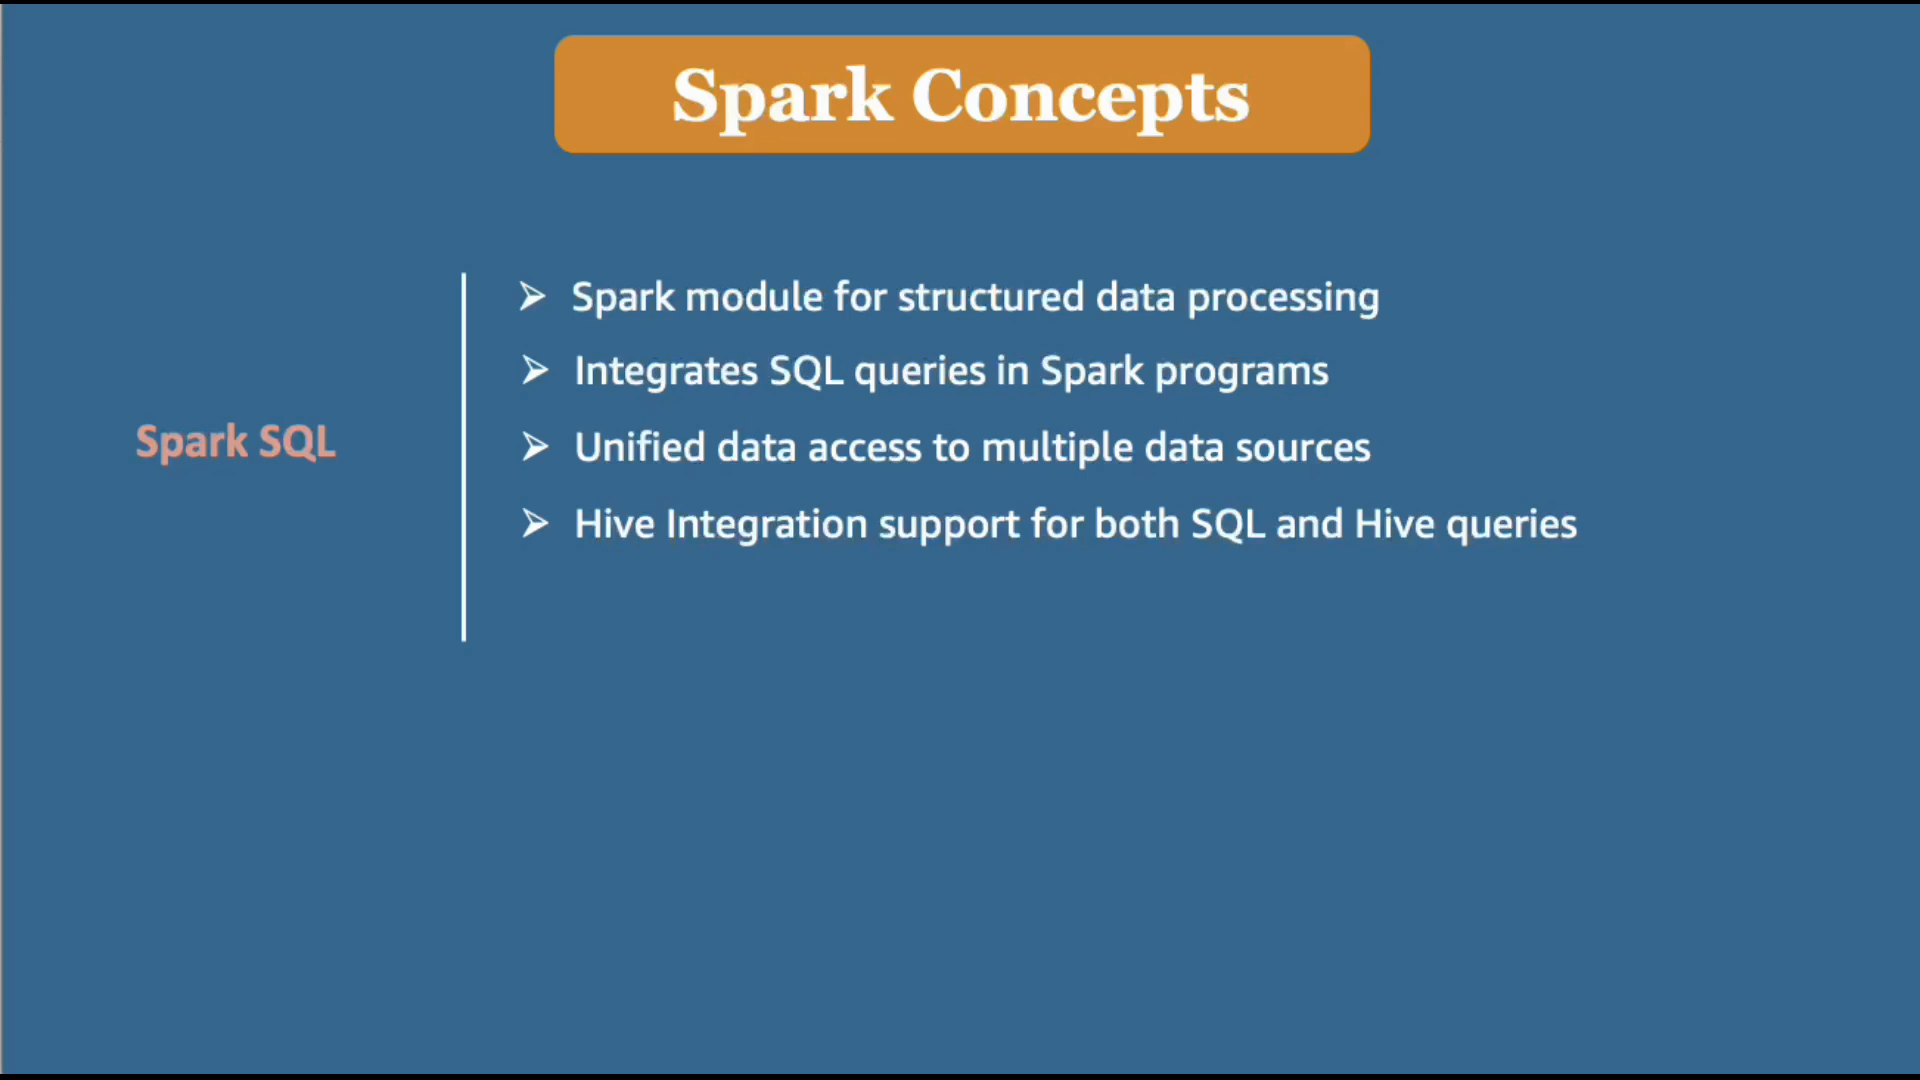 Spark Concepts
Spark SQL
Spark module for structured data processing
Integrates SQL queries in Spark programs
Unified data access to multiple data sources
Hive Integration support for both SQL and Hive queries